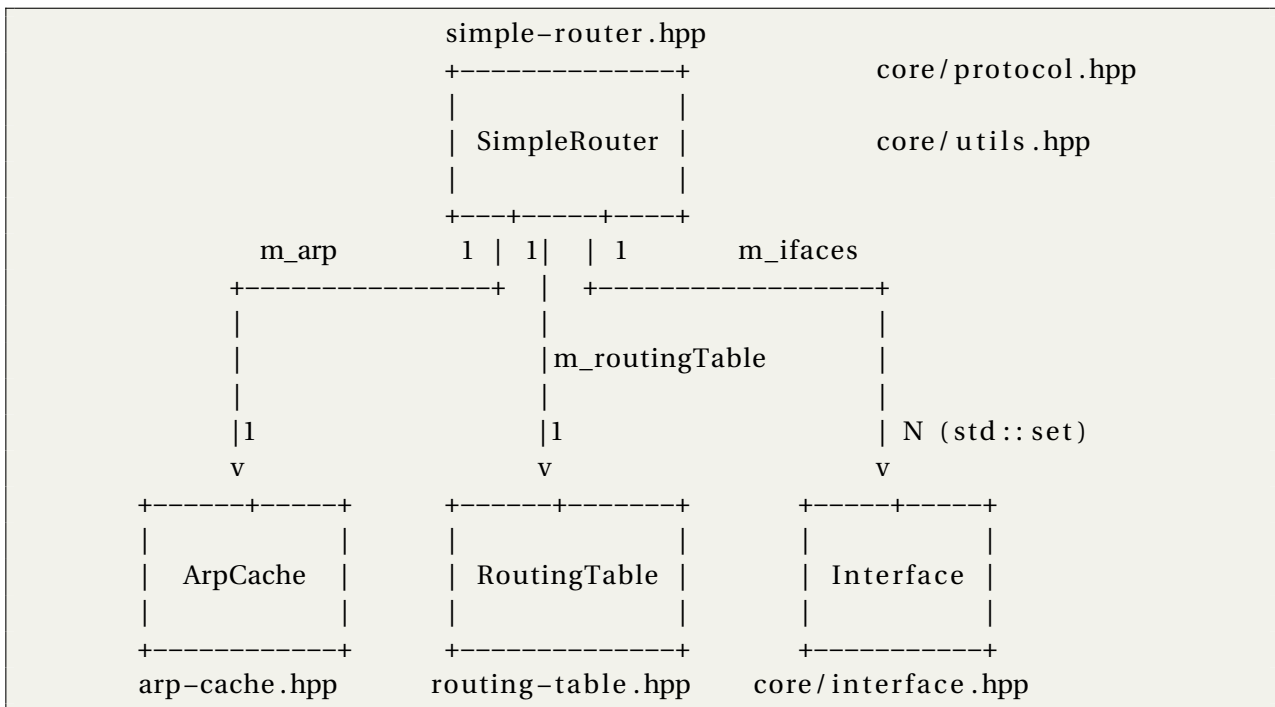 simple-router.hpp
+--------------+ core/protocol.hpp
| |
| SimpleRouter | core/utils.hpp
| |
+---+-----+----+
m_arp 1 | 1| | 1 m_ifaces
+----------------+ | +------------------+
| | |
| |m_routingTable |
| | |
|1 |1 | N (std::set)
v v v
+------+-----+ +------+-------+ +-----+-----+
| | | | | |
| ArpCache | | RoutingTable | | Interface |
| | | | | |
+------------+ +--------------+ +-----------+
arp-cache.hpp routing-table.hpp core/interface.hpp